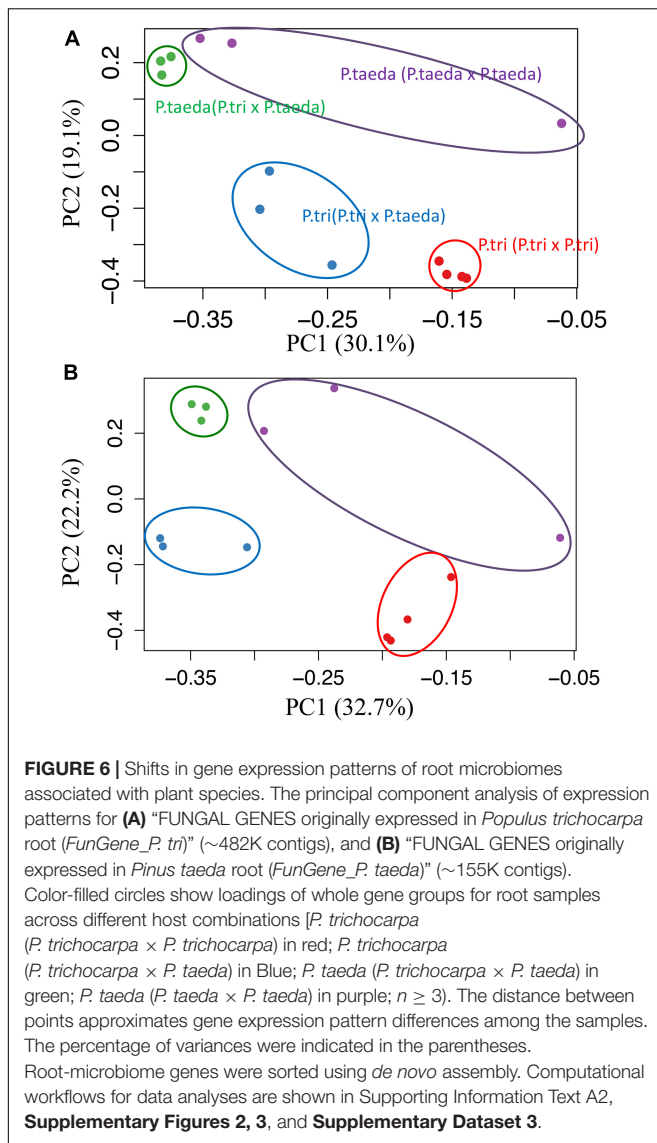 A
0.2
0.0
−0.2
−0.4
PC2 (19.1%)
P.taeda (P.taeda x P.taeda)
P.taeda(P.tri x P.taeda)
P.tri(P.tri x P.taeda)
P.tri (P.tri x P.tri)
−0.35
−0.25
−0.15
−0.05
PC1 (30.1%)
B
0.2
0.0
−0.2
−0.4
PC2 (22.2%)
−0.35
−0.25
−0.15
−0.05
PC1 (32.7%)
FIGURE 6 | Shifts in gene expression patterns of root microbiomes
associated with plant species. The principal component analysis of expression
patterns for (A) “FUNGAL GENES originally expressed in Populus trichocarpa
root (FunGene_P. tri)” (∼482K contigs), and (B) “FUNGAL GENES originally
expressed in Pinus taeda root (FunGene_P. taeda)” (∼155K contigs).
Color-filled circles show loadings of whole gene groups for root samples
across different host combinations [P. trichocarpa
(P. trichocarpa × P. trichocarpa) in red; P. trichocarpa
(P. trichocarpa × P. taeda) in Blue; P. taeda (P. trichocarpa × P. taeda) in
green; P. taeda (P. taeda × P. taeda) in purple; n ≥ 3). The distance between
points approximates gene expression pattern differences among the samples.
The percentage of variances were indicated in the parentheses.
Root-microbiome genes were sorted using de novo assembly. Computational
workflows for data analyses are shown in Supporting Information Text A2,
Supplementary Figures 2, 3, and Supplementary Dataset 3.